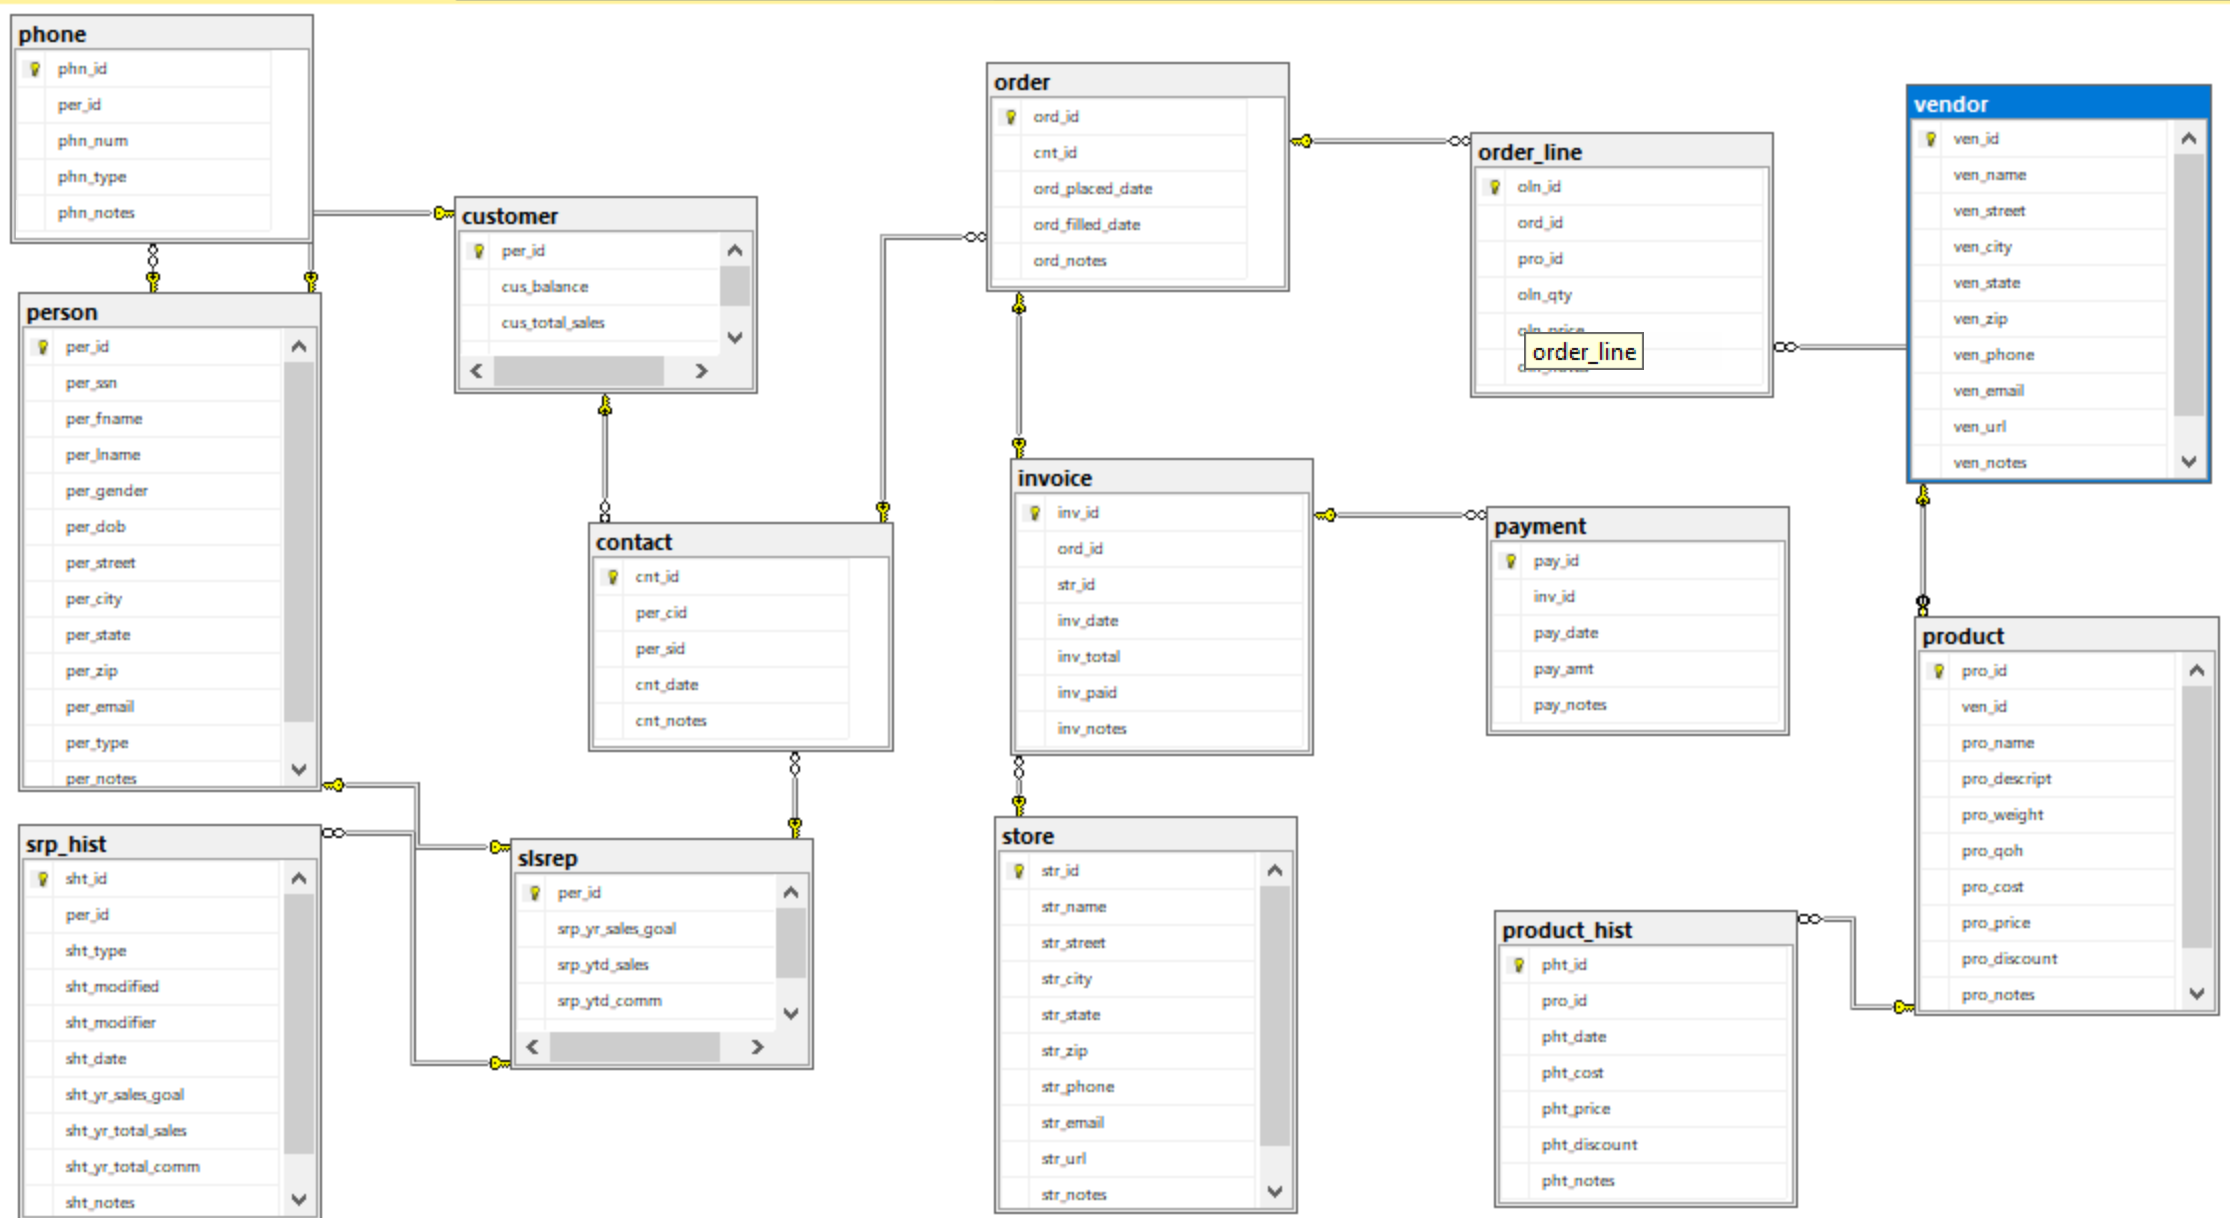 phone
phn_id
per_id
phn_num
phn_type
phn_notes
person
per_id
per_ssn
per_fname
per_lname
per_gender
per_dob
per_street
per_city
per_state
per_zip
per_email
per_type
per_notes
srp_hist
sht_id
per_id
sht_type
sht_modified
sht_modifier
sht_date
sht_yr_sales_goal
sht_yr_total_sales
sht_yr_total_comm
sht_notes
customer
per_id
cus_balance
cus_total_sales
contact
cnt_id
per_cid
per_sid
cnt_date
cnt_notes
slsrep
per_id
srp_yr_sales_goal
srp_ytd_sales
srp_ytd_comm
order
ord_id
cnt_id
ord_placed_date
ord_filled_date
ord_notes
invoice
inv_id
ord_id
str_id
inv_date
inv_total
inv_paid
inv_notes
store
str_id
str_name
str_street
str_city
str_state
str_zip
str_phone
str_email
str_url
str_notes
order_line
oln_id
ord_id
pro_id
oln_qty
oln_price
order_line
payment
pay_id
inv_id
pay_date
pay_amt
pay_notes
product_hist
pht_id
pro_id
pht_date
pht_cost
pht_price
pht_discount
pht_notes
vendor
ven_id
ven_name
ven_street
ven_city
ven_state
ven_zip
ven_phone
ven_email
ven_url
ven_notes
product
pro_id
ven_id
pro_name
pro_descript
pro_weight
pro_qoh
pro_cost
pro_price
pro_discount
pro_notes